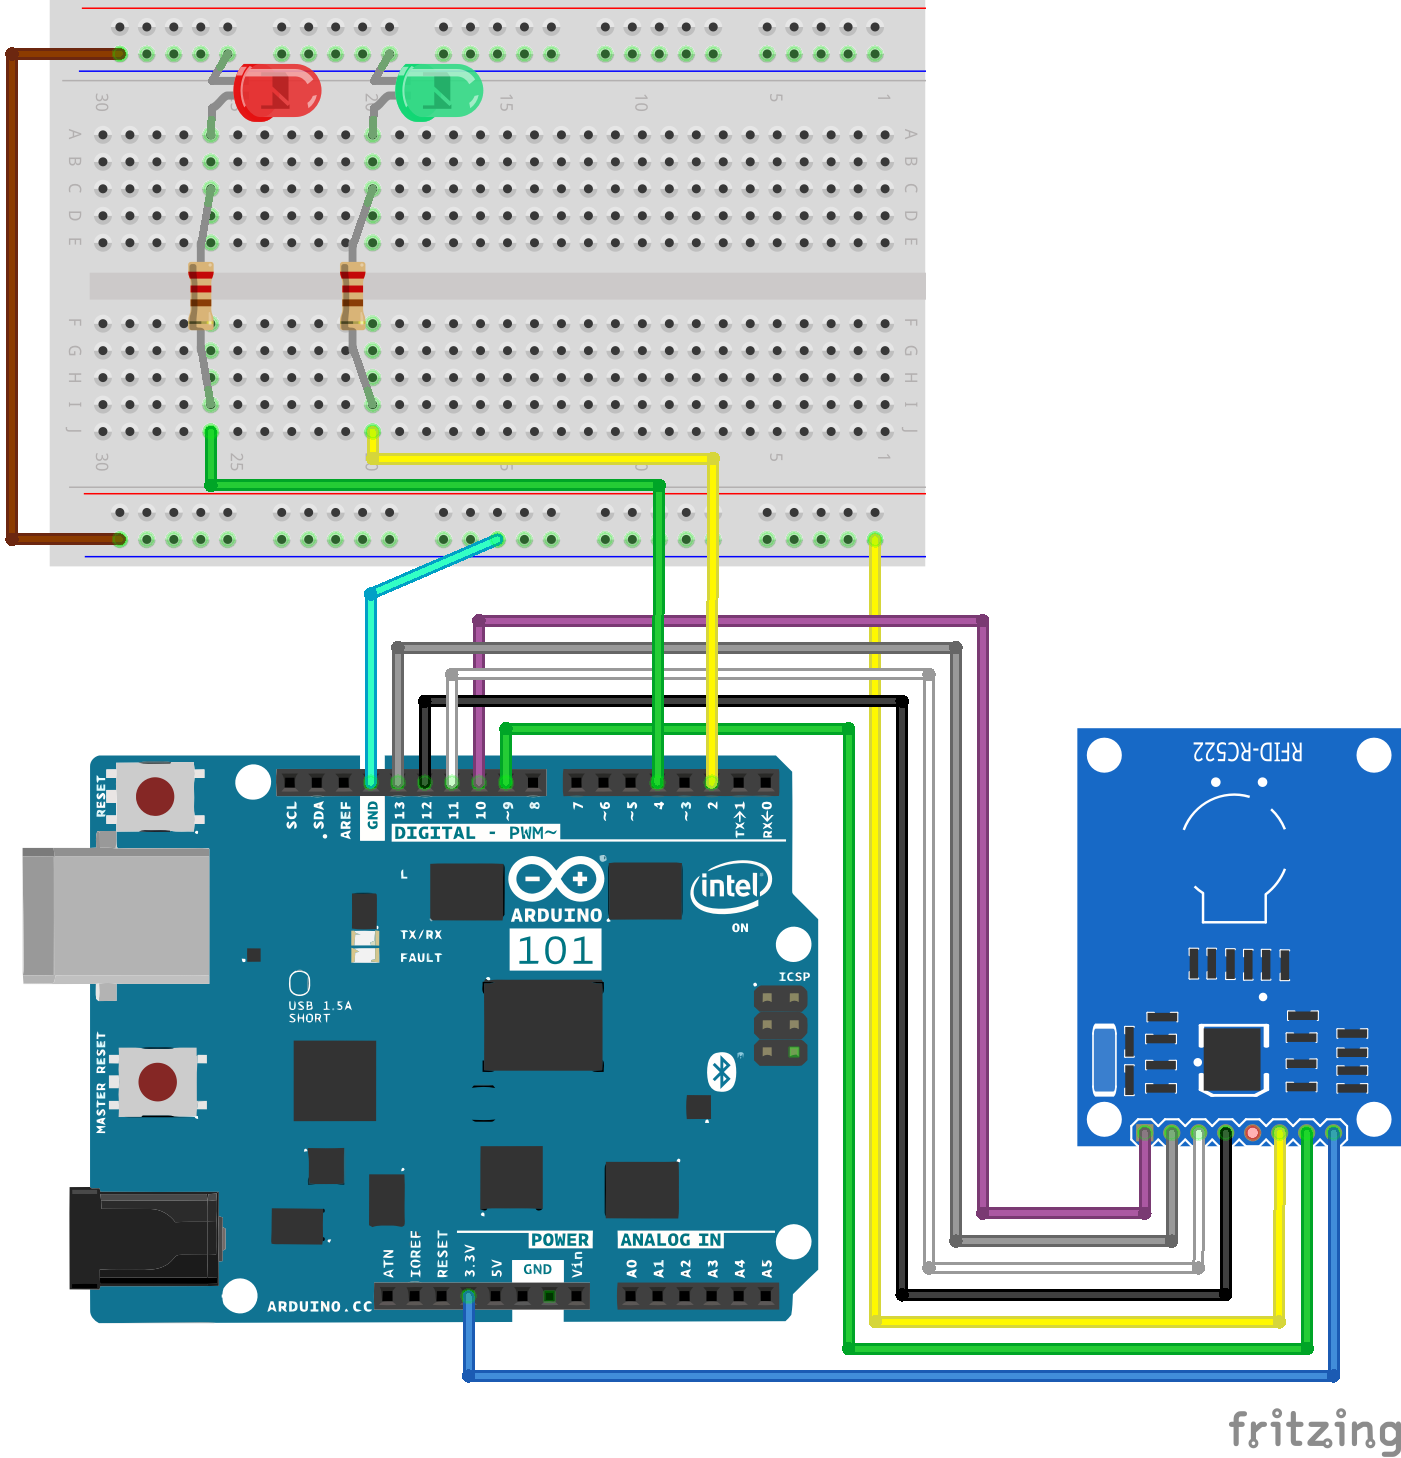 30 25 20 15 10 5 1
A A
B B
C C
D D
E E
F F
G G
H H
I I
J J
30 25 20 15 5 1
RFID-RC522
RESET
SCL
SDA
AREF
GND
13
12
11
10
~9
8
7
~6
~5
4
~3
2
TX→1
RX←0
DIGITAL - PWM~
L
ARDUINO
intel
101
TX/RX
FAULT
ON
ICSP
USB 1.5A
SHORT
MASTER RESET
POWER
ANALOG IN
ATN
IOREF
RESET
3.3V
5V
GND
Vin
A0
A1
A2
A3
A4
A5
ARDUINO.CC
fritzing